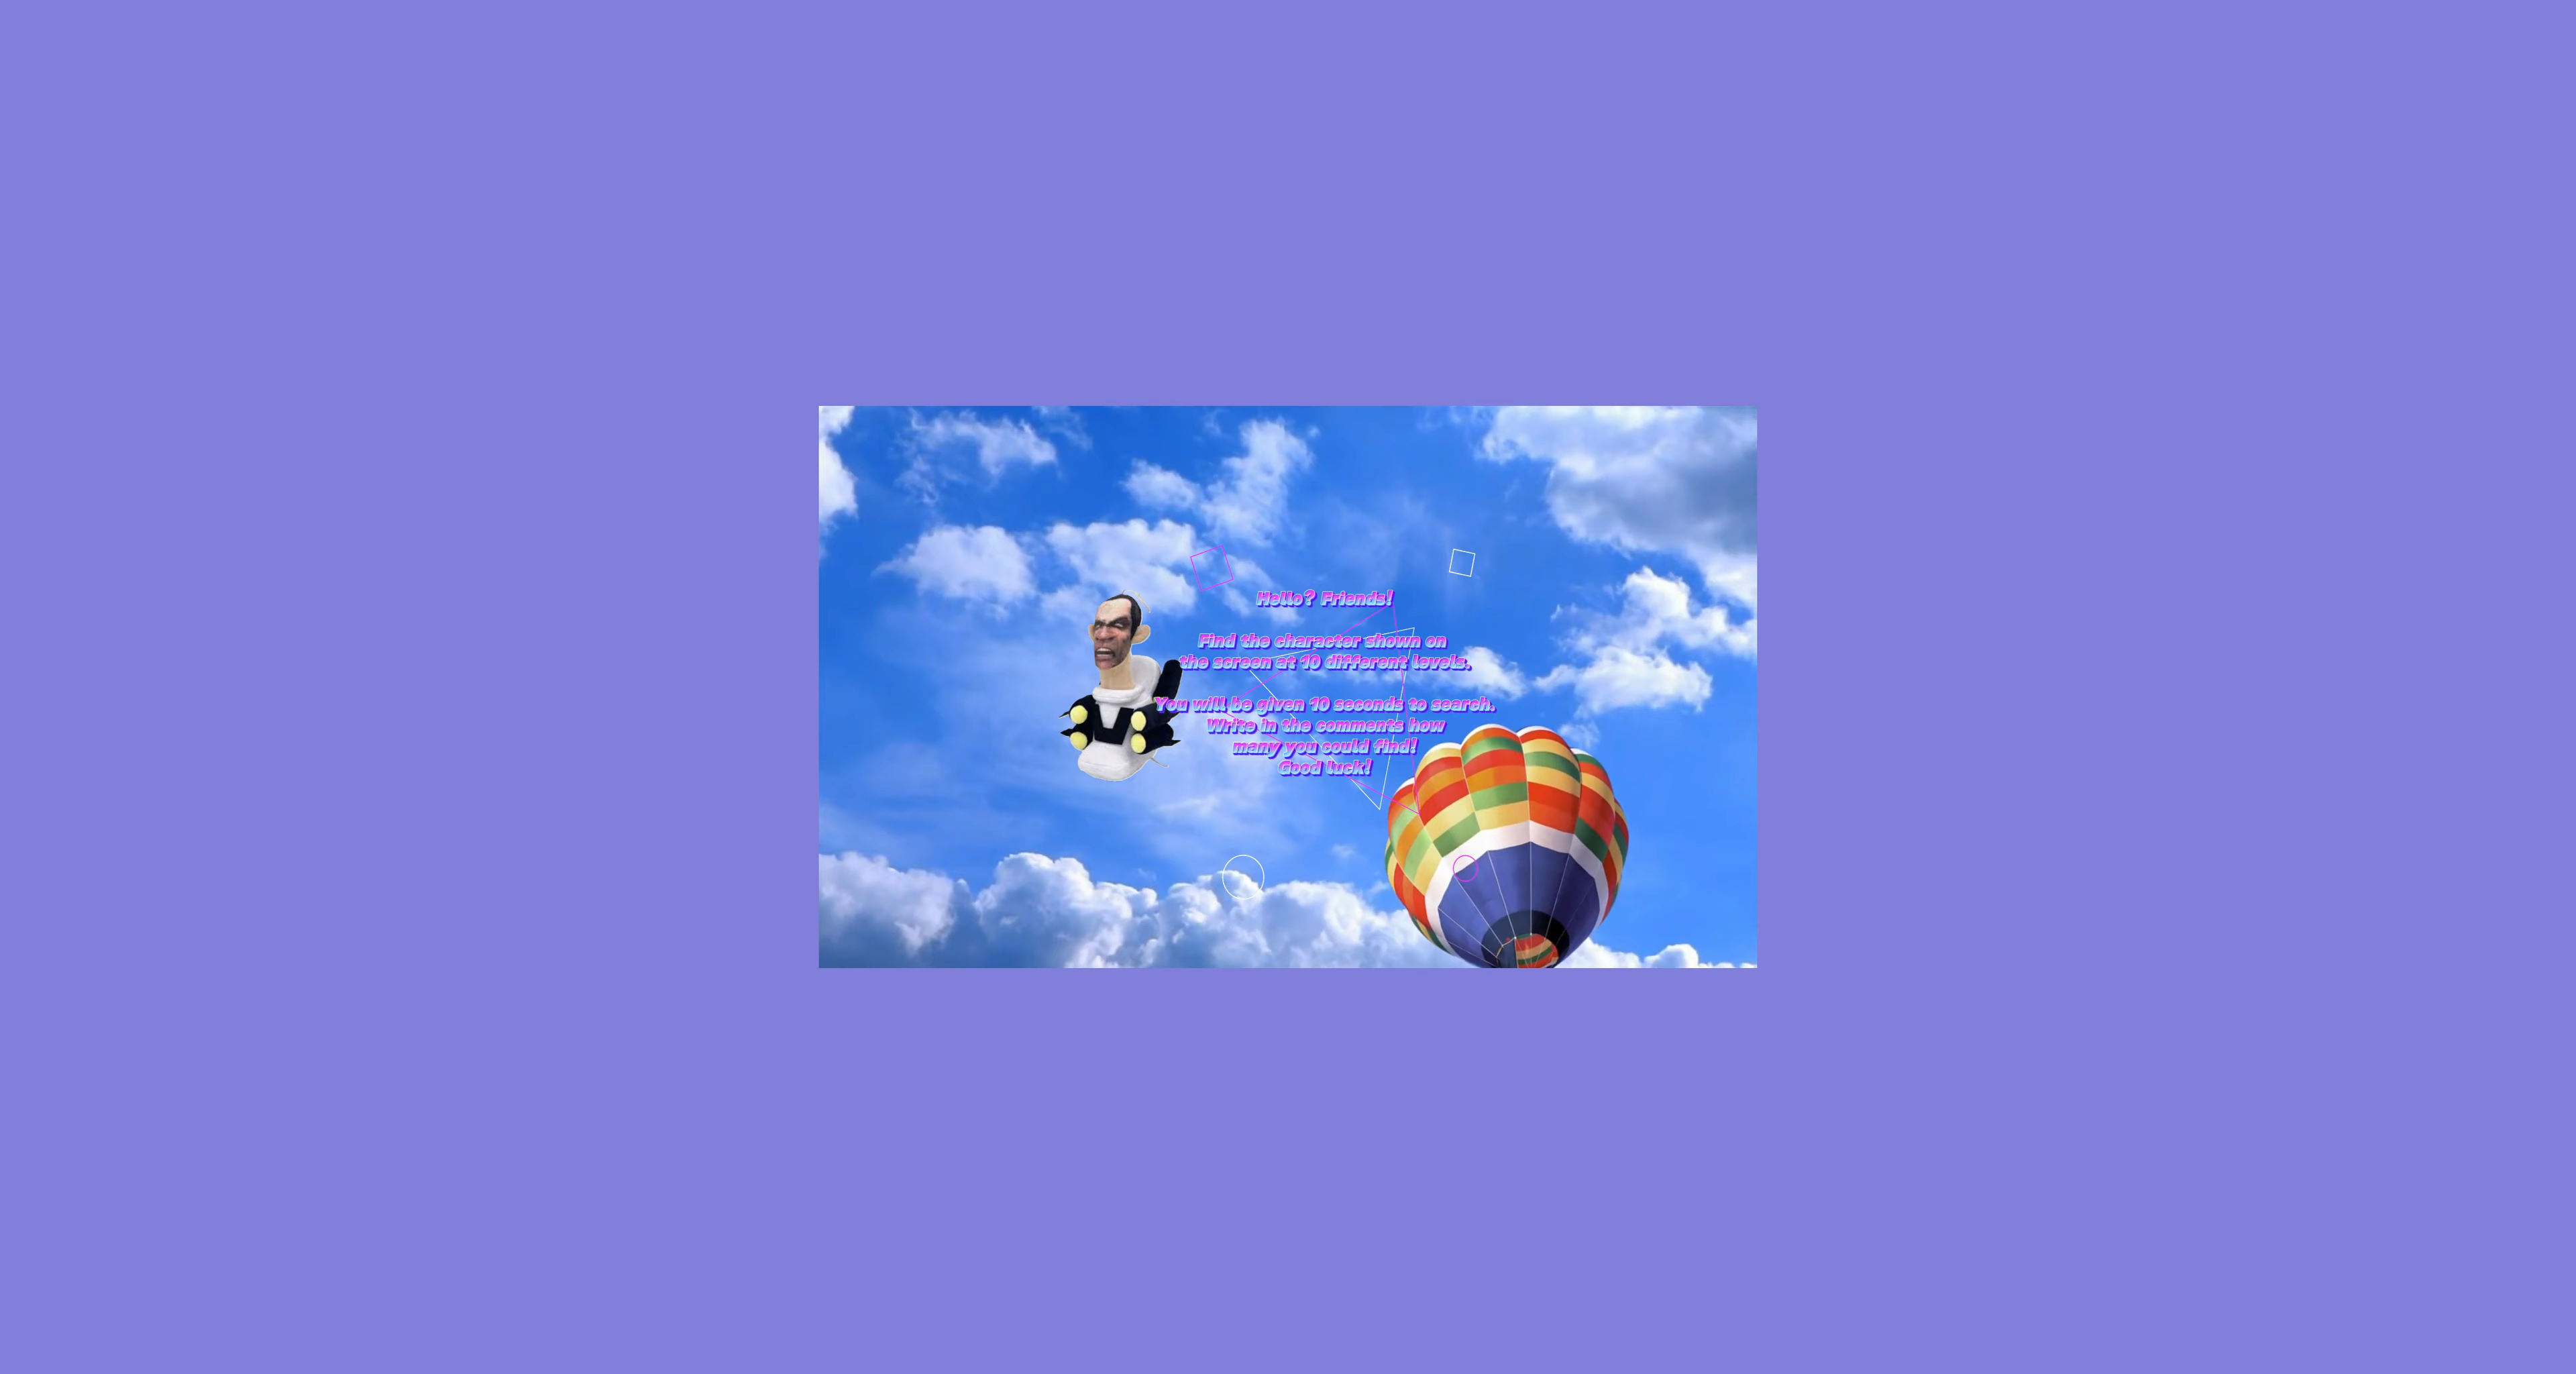 Hello? Friends!
Find the character shown on
the screen at 10 different levels.
You will be given 10 seconds to search.
Write in the comments how
many you could find!
Good luck!